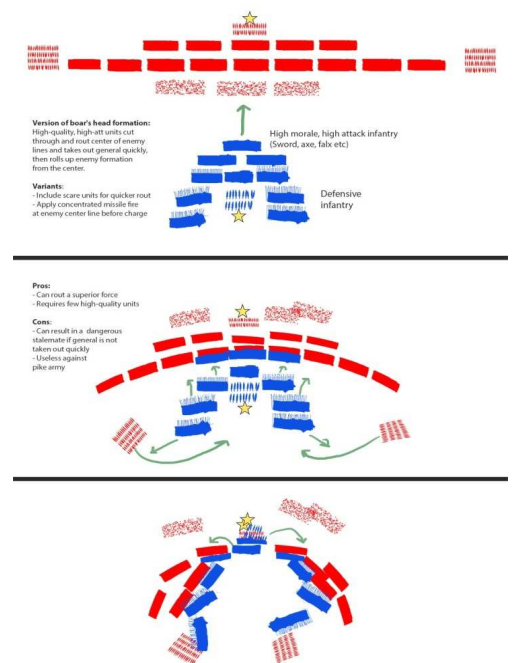 Version of boar's head formation:
High-quality, high-att units cut
through and rout center of enemy
lines and takes out general quickly,
then rolls up enemy formation
from the center.
Variants:
- Include scare units for quicker rout
- Apply concentrated missile fire
at enemy center line before charge
High morale, high attack infantry
(Sword, axe, falx etc)
Defensive
infantry
Pros:
- Can rout a superior force
- Requires few high-quality units
Cons:
- Can result in a dangerous
stalemate if general is not
taken out quickly
- Useless against
pike army